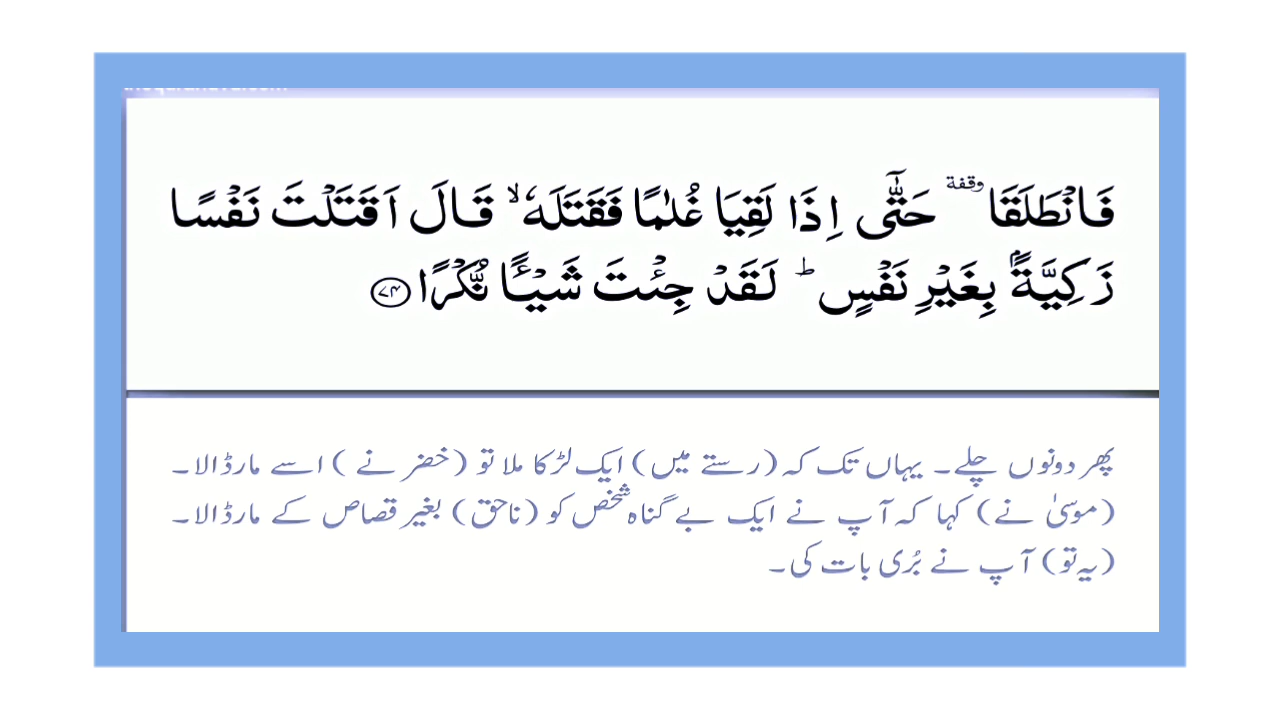 فَانْطَلَقَا ۫ وقفة حَتّٰۤى اِذَا لَقِيَا غُلٰمًا فَقَتَلَهٗ ۙ قَالَ اَقَتَلْتَ نَفْسًا
زَكِيَّةًۢ بِغَيْرِ نَفْسٍ ؕ لَقَدْ جِئْتَ شَيْـًٔا نُّكْرًا ﴿۷۴﴾
پھر دونوں چلے۔ یہاں تک کہ (رستے میں) ایک لڑکا ملا تو (خضر نے ) اسے مار ڈالا۔
(موسیٰ نے) کہا کہ آپ نے ایک بے گناہ شخص کو (ناحق) بغیر قصاص کے مار ڈالا۔
(یہ تو) آپ نے بُری بات کی۔